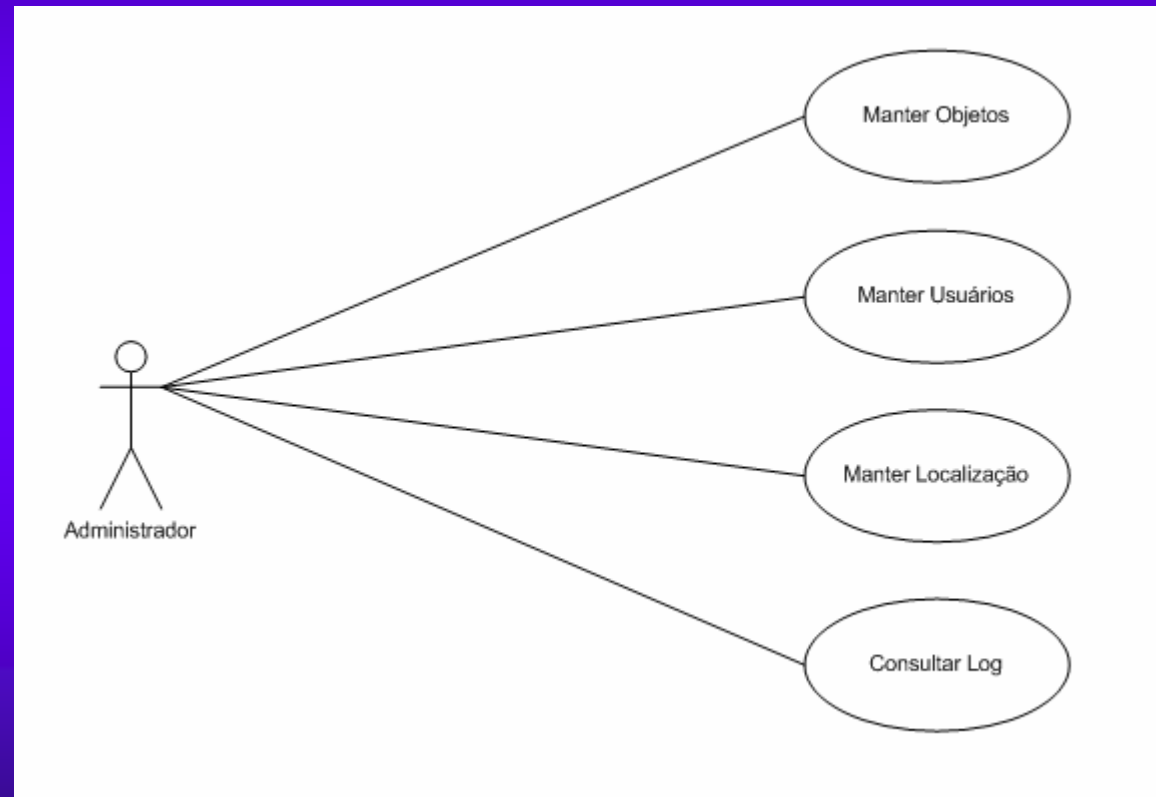 Manter Objetos
Manter Usuários
Manter Localização
Administrador
Consultar Log